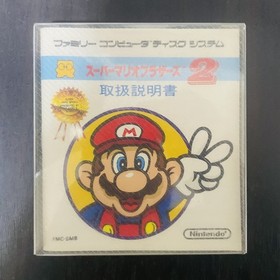 ファミリー コンピュータ ディスク システム
スーパーマリオブラザーズ2
取扱説明書
FMC-SMB
Nintendo